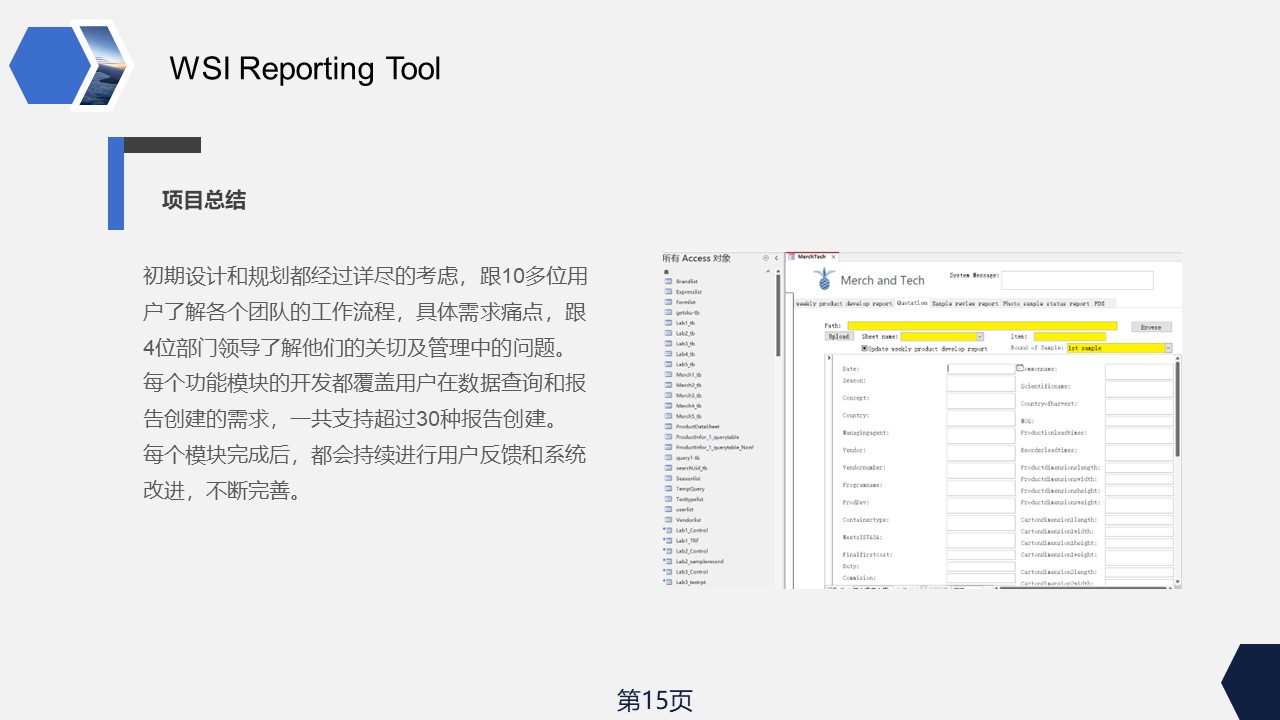 WSI Reporting Tool
项目总结
初期设计和规划都经过详尽的考虑，跟10多位用
户了解各个团队的工作流程，具体需求痛点，跟
4位部门领导了解他们的关切及管理中的问题。
每个功能模块的开发都覆盖用户在数据查询和报
告创建的需求，一共支持超过30种报告创建。
每个模块完成后，都会持续进行用户反馈和系统
改进，不断完善。
所有 Access 对象
Brandlist
Expresslist
Formlist
getsku-tb
Lab1_tb
Lab2_tb
Lab3_tb
Lab4_tb
Lab5_tb
Merch1_tb
Merch2_tb
Merch3_tb
Merch4_tb
Merch5_tb
ProductDataSheet
ProductInfor_1_querytable
ProductInfor_1_querytable_Nonf
query1-tb
searchUid_tb
Seasonlist
TempQuery
Testtypelist
userlist
Vendorlist
Lab1_Control
Lab1_TRF
Lab2_Control
Lab2_samplerecord
Lab3_Control
Lab3_testrpt
MerchTech
Merch and Tech
System Message:
weekly product develop report Quotation Sample review report Photo sample status report PDS
Path: Browse
Upload Sheet name: Item:
Update weekly product develop report Round of Sample: 1st sample
Date:
Season: Scientificname:
Concept: Countryofharvest:
Country: MOQ:
Managingagent: Productionleadtime:
Vendor: Reorderleadtime:
Vendornumber: Productdimensionslength:
Productdimensionswidth:
Programname: Productdimensionsheight:
ProdDev: Productdimensionsweight:
Containertype: Cartondimension1length:
Cartondimension1width:
MeetsISTA3A: Cartondimension1height:
Finalfirstcost: Cartondimension1weight:
Duty: Cartondimension2length:
Commision: Cartondimension2width:
第15页